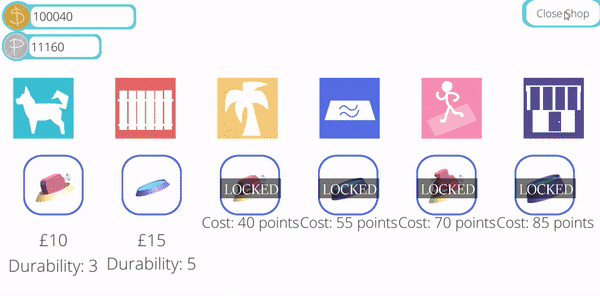 100040
Close Shop
11160
LOCKED LOCKED LOCKED LOCKED
Cost: 40 points Cost: 55 points Cost: 70 points Cost: 85 points
£10 £15
Durability: 3 Durability: 5